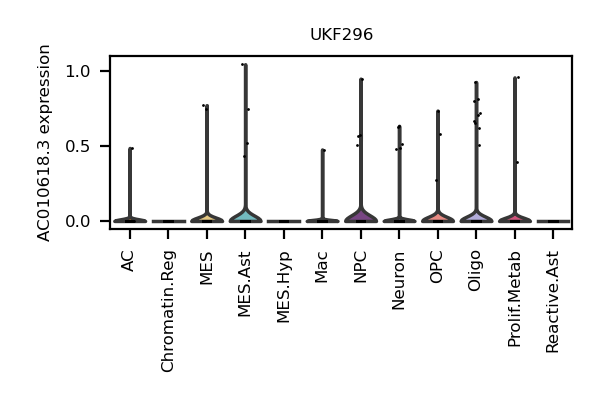 UKF296
AC010618.3 expression
1.0
0.5
0.0
AC
Chromatin.Reg
MES
MES.Ast
MES.Hyp
Mac
NPC
Neuron
OPC
Oligo
Prolif.Metab
Reactive.Ast